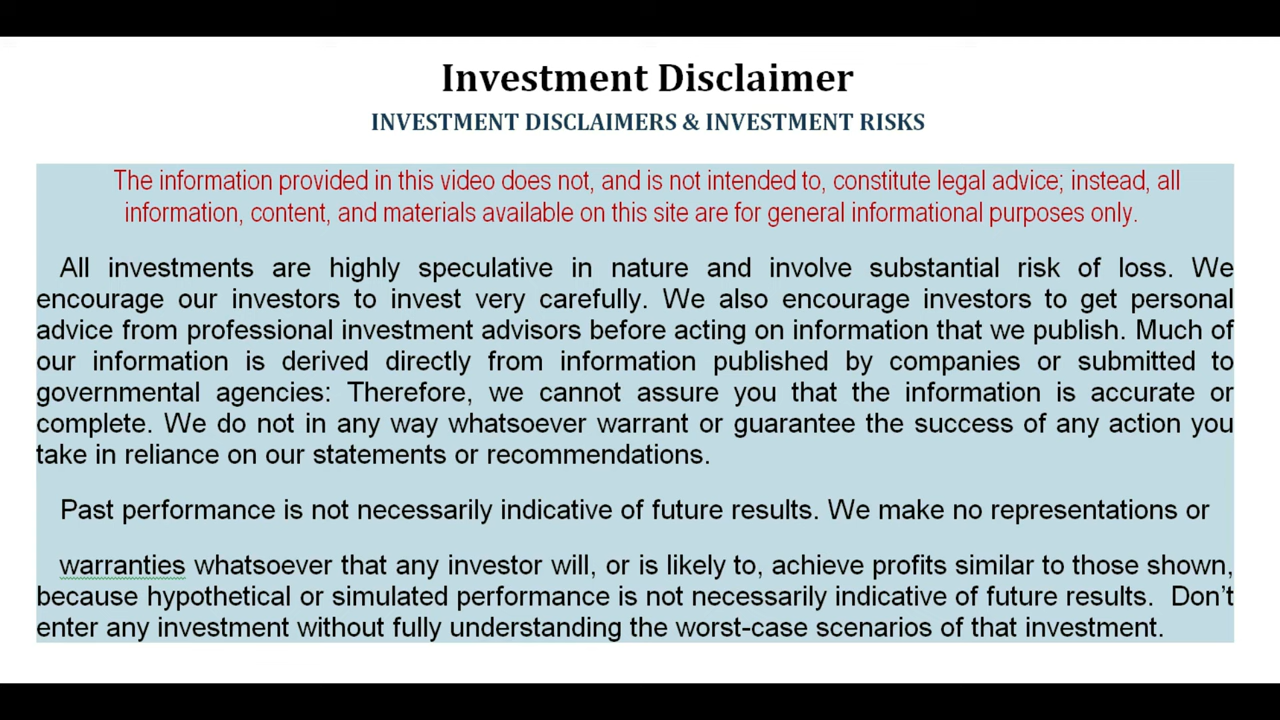 Investment Disclaimer
INVESTMENT DISCLAIMERS & INVESTMENT RISKS
The information provided in this video does not, and is not intended to, constitute legal advice; instead, all
information, content, and materials available on this site are for general informational purposes only.
All investments are highly speculative in nature and involve substantial risk of loss. We
encourage our investors to invest very carefully. We also encourage investors to get personal
advice from professional investment advisors before acting on information that we publish. Much of
our information is derived directly from information published by companies or submitted to
governmental agencies: Therefore, we cannot assure you that the information is accurate or
complete. We do not in any way whatsoever warrant or guarantee the success of any action you
take in reliance on our statements or recommendations.
Past performance is not necessarily indicative of future results. We make no representations or
warranties whatsoever that any investor will, or is likely to, achieve profits similar to those shown,
because hypothetical or simulated performance is not necessarily indicative of future results.  Don’t
enter any investment without fully understanding the worst-case scenarios of that investment.